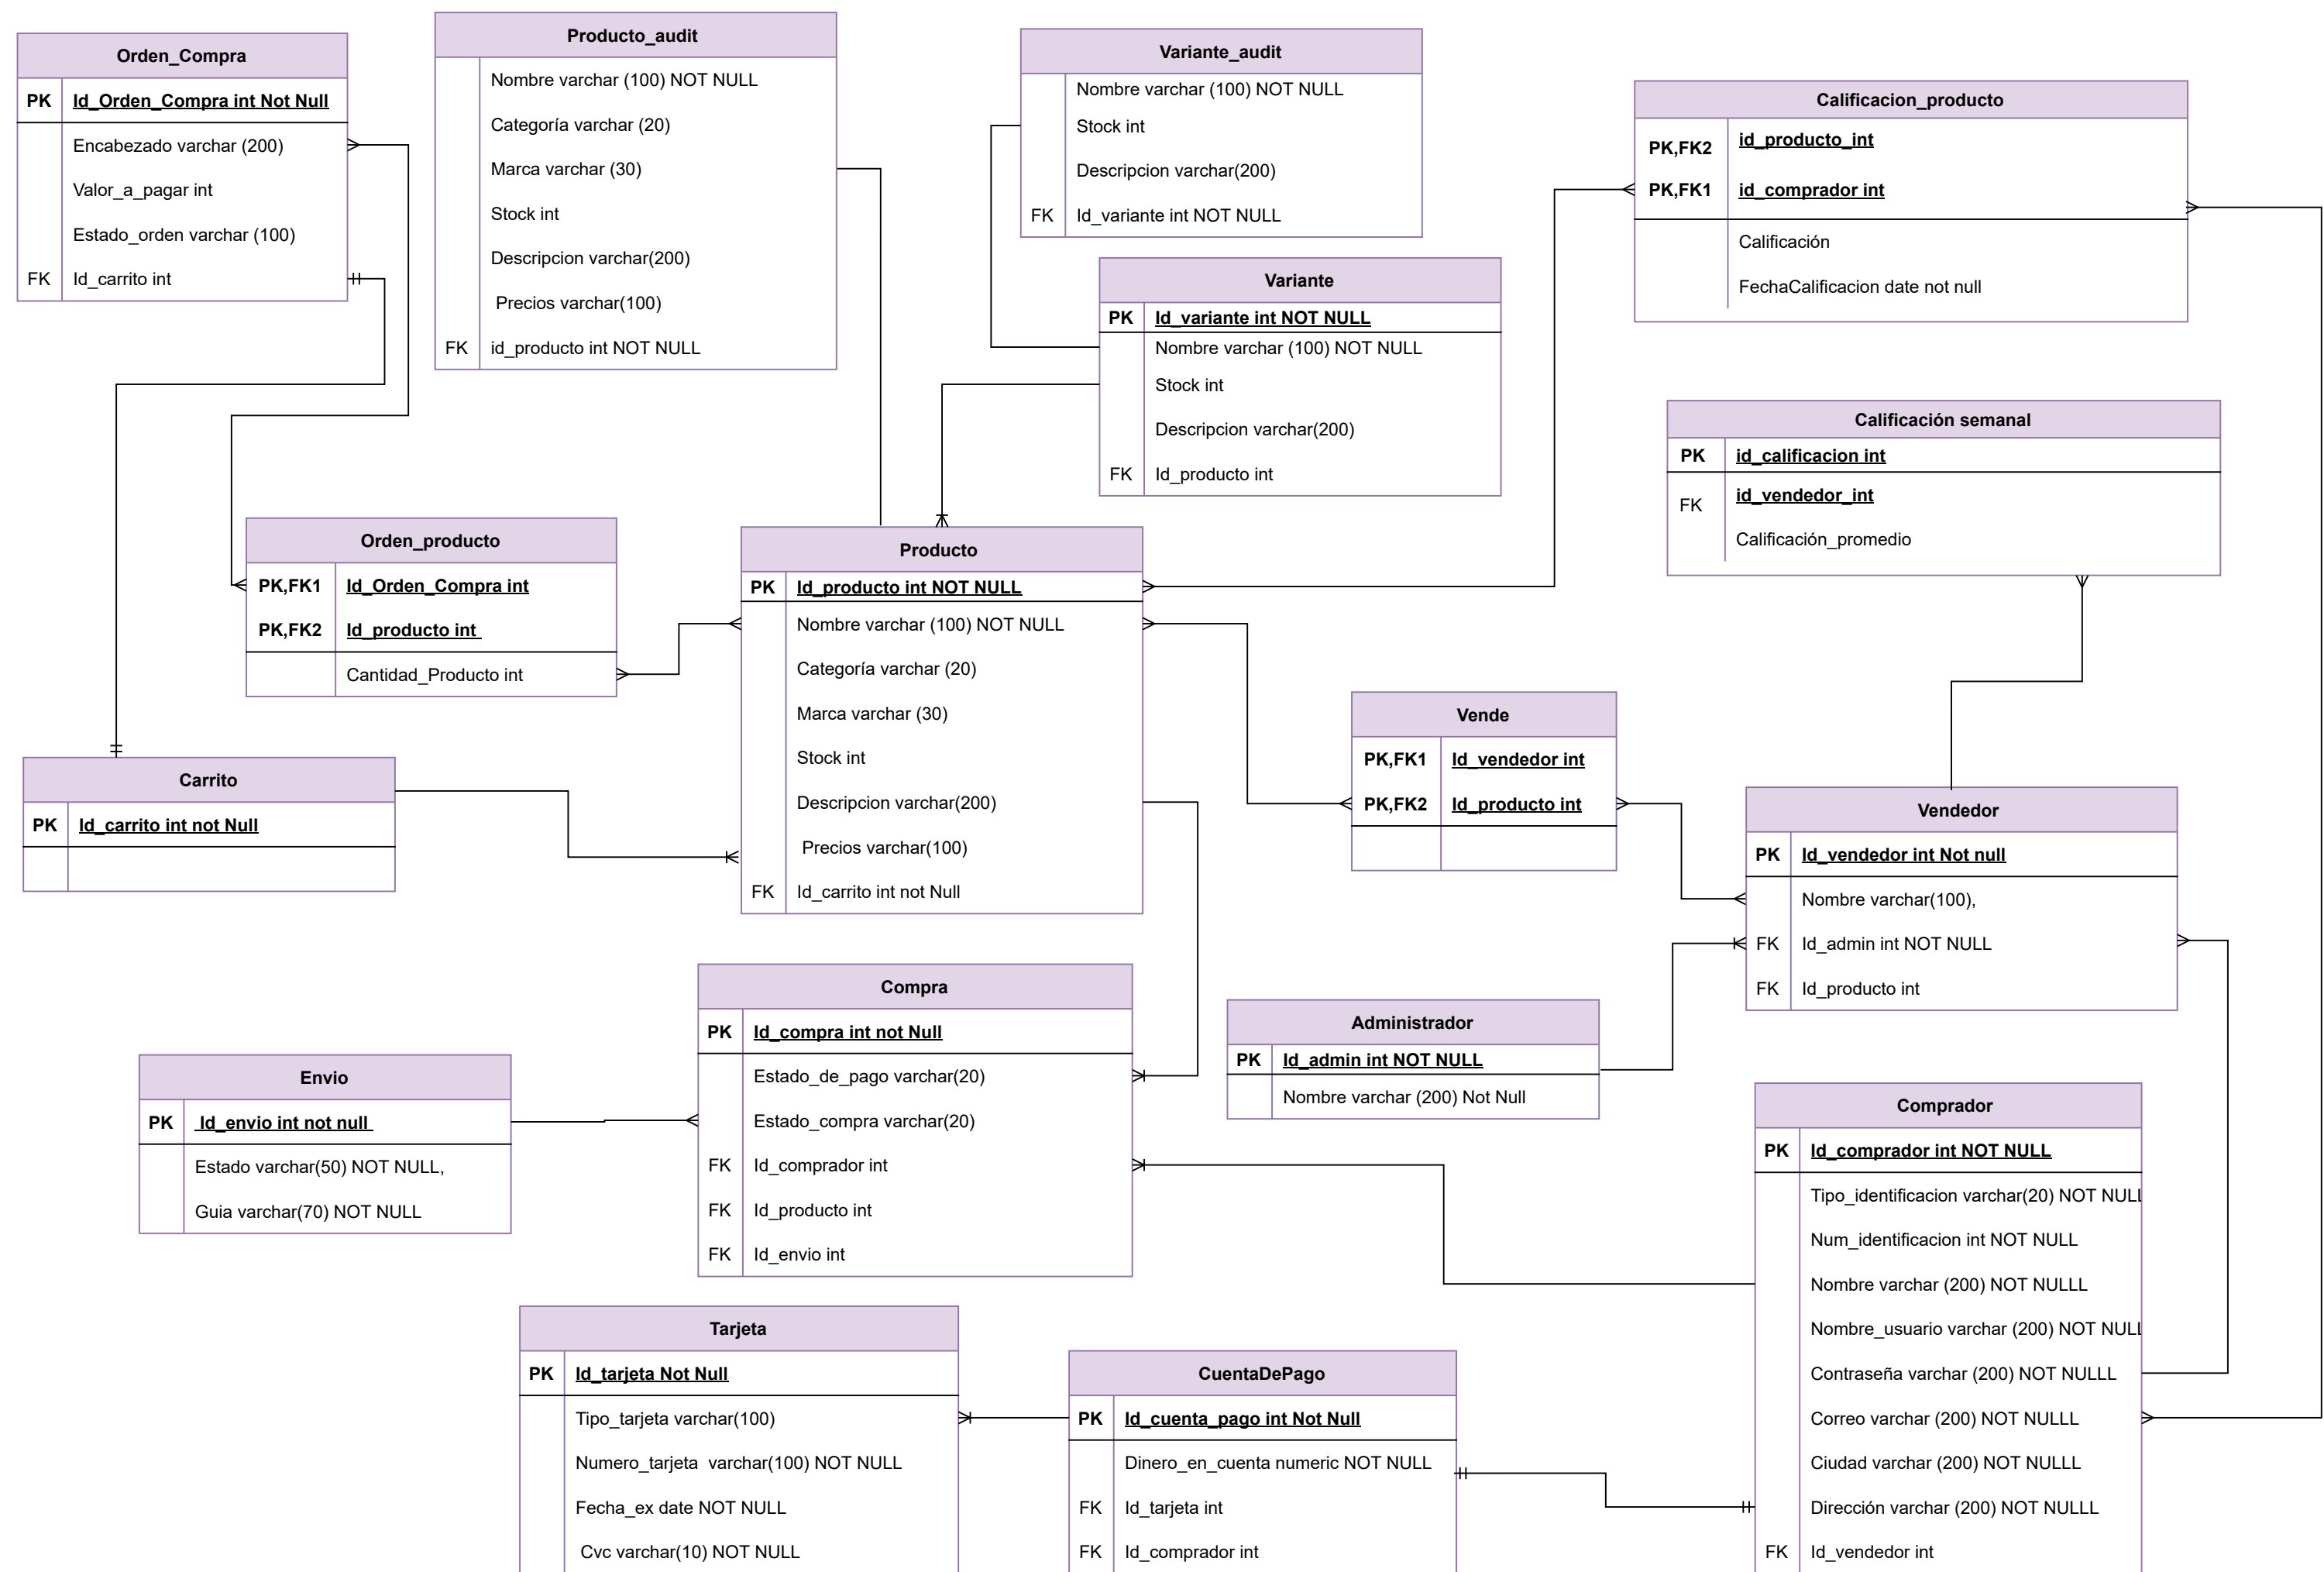 Orden_Compra
PK Id_Orden_Compra int Not Null
Encabezado varchar (200)
Valor_a_pagar int
Estado_orden varchar (100)
FK Id_carrito int
Producto_audit
Nombre varchar (100) NOT NULL
Categoría varchar (20)
Marca varchar (30)
Stock int
Descripcion varchar(200)
Precios varchar(100)
FK id_producto int NOT NULL
Variante_audit
Nombre varchar (100) NOT NULL
Stock int
Descripcion varchar(200)
FK Id_variante int NOT NULL
Variante
PK Id_variante int NOT NULL
Nombre varchar (100) NOT NULL
Stock int
Descripcion varchar(200)
FK Id_producto int
Calificacion_producto
PK,FK2 id_producto_int
PK,FK1 id_comprador int
Calificación
FechaCalificacion date not null
Calificación semanal
PK id_calificacion int
FK id_vendedor_int
Calificación_promedio
Orden_producto
PK,FK1 Id_Orden_Compra int
PK,FK2 Id_producto int
Cantidad_Producto int
Producto
PK Id_producto int NOT NULL
Nombre varchar (100) NOT NULL
Categoría varchar (20)
Marca varchar (30)
Stock int
Descripcion varchar(200)
Precios varchar(100)
FK Id_carrito int not Null
Vende
PK,FK1 Id_vendedor int
PK,FK2 Id_producto int
Carrito
PK Id_carrito int not Null
Vendedor
PK Id_vendedor int Not null
Nombre varchar(100),
FK Id_admin int NOT NULL
FK Id_producto int
Compra
PK Id_compra int not Null
Estado_de_pago varchar(20)
Estado_compra varchar(20)
FK Id_comprador int
FK Id_producto int
FK Id_envio int
Administrador
PK Id_admin int NOT NULL
Nombre varchar (200) Not Null
Envio
PK Id_envio int not null
Estado varchar(50) NOT NULL,
Guia varchar(70) NOT NULL
Comprador
PK Id_comprador int NOT NULL
Tipo_identificacion varchar(20) NOT NULL
Num_identificacion int NOT NULL
Nombre varchar (200) NOT NULLL
Nombre_usuario varchar (200) NOT NULL
Contraseña varchar (200) NOT NULLL
Correo varchar (200) NOT NULLL
Ciudad varchar (200) NOT NULLL
Dirección varchar (200) NOT NULLL
FK Id_vendedor int
Tarjeta
PK Id_tarjeta Not Null
Tipo_tarjeta varchar(100)
Numero_tarjeta varchar(100) NOT NULL
Fecha_ex date NOT NULL
Cvc varchar(10) NOT NULL
CuentaDePago
PK Id_cuenta_pago int Not Null
Dinero_en_cuenta numeric NOT NULL
FK Id_tarjeta int
FK Id_comprador int